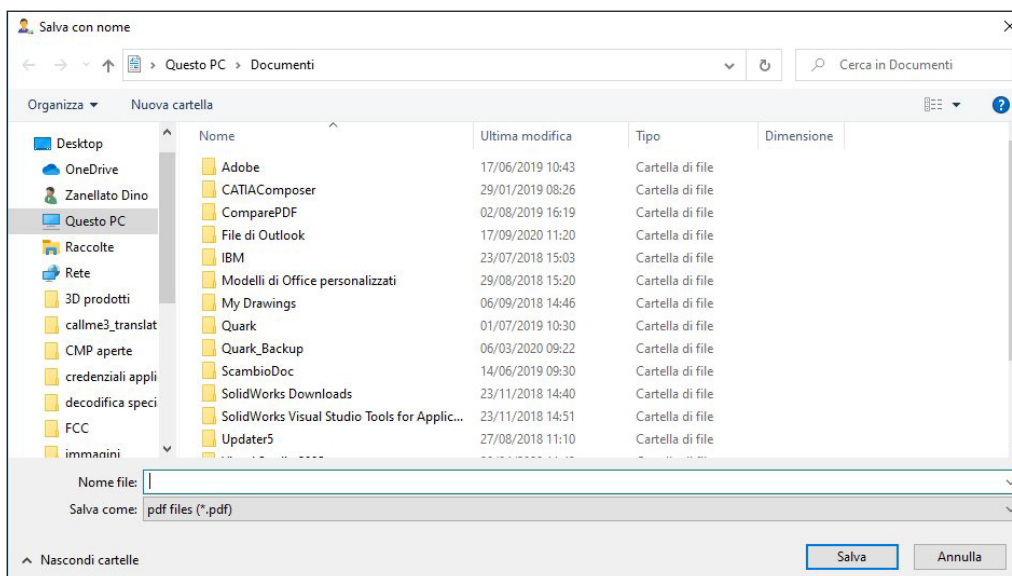 Salva con nome
Questo PC > Documenti
Cerca in Documenti
Organizza
Nuova cartella
Nome
Ultima modifica
Tipo
Dimensione
Desktop
OneDrive
Zanellato Dino
Questo PC
Raccolte
Rete
3D prodotti
callme3_translat
CMP aperte
credenziali appli
decodifica speci
FCC
immagini
Adobe 17/06/2019 10:43 Cartella di file
CATIAComposer 29/01/2019 08:26 Cartella di file
ComparePDF 02/08/2019 16:19 Cartella di file
File di Outlook 17/09/2020 11:20 Cartella di file
IBM 23/07/2018 15:03 Cartella di file
Modelli di Office personalizzati 29/08/2018 15:20 Cartella di file
My Drawings 06/09/2018 14:46 Cartella di file
Quark 01/07/2019 10:30 Cartella di file
Quark_Backup 06/03/2020 09:22 Cartella di file
ScambioDoc 14/06/2019 09:30 Cartella di file
SolidWorks Downloads 23/11/2018 14:40 Cartella di file
SolidWorks Visual Studio Tools for Applic... 23/11/2018 14:51 Cartella di file
Updater5 27/08/2018 11:10 Cartella di file
Nome file:
Salva come: pdf files (*.pdf)
Nascondi cartelle
Salva
Annulla